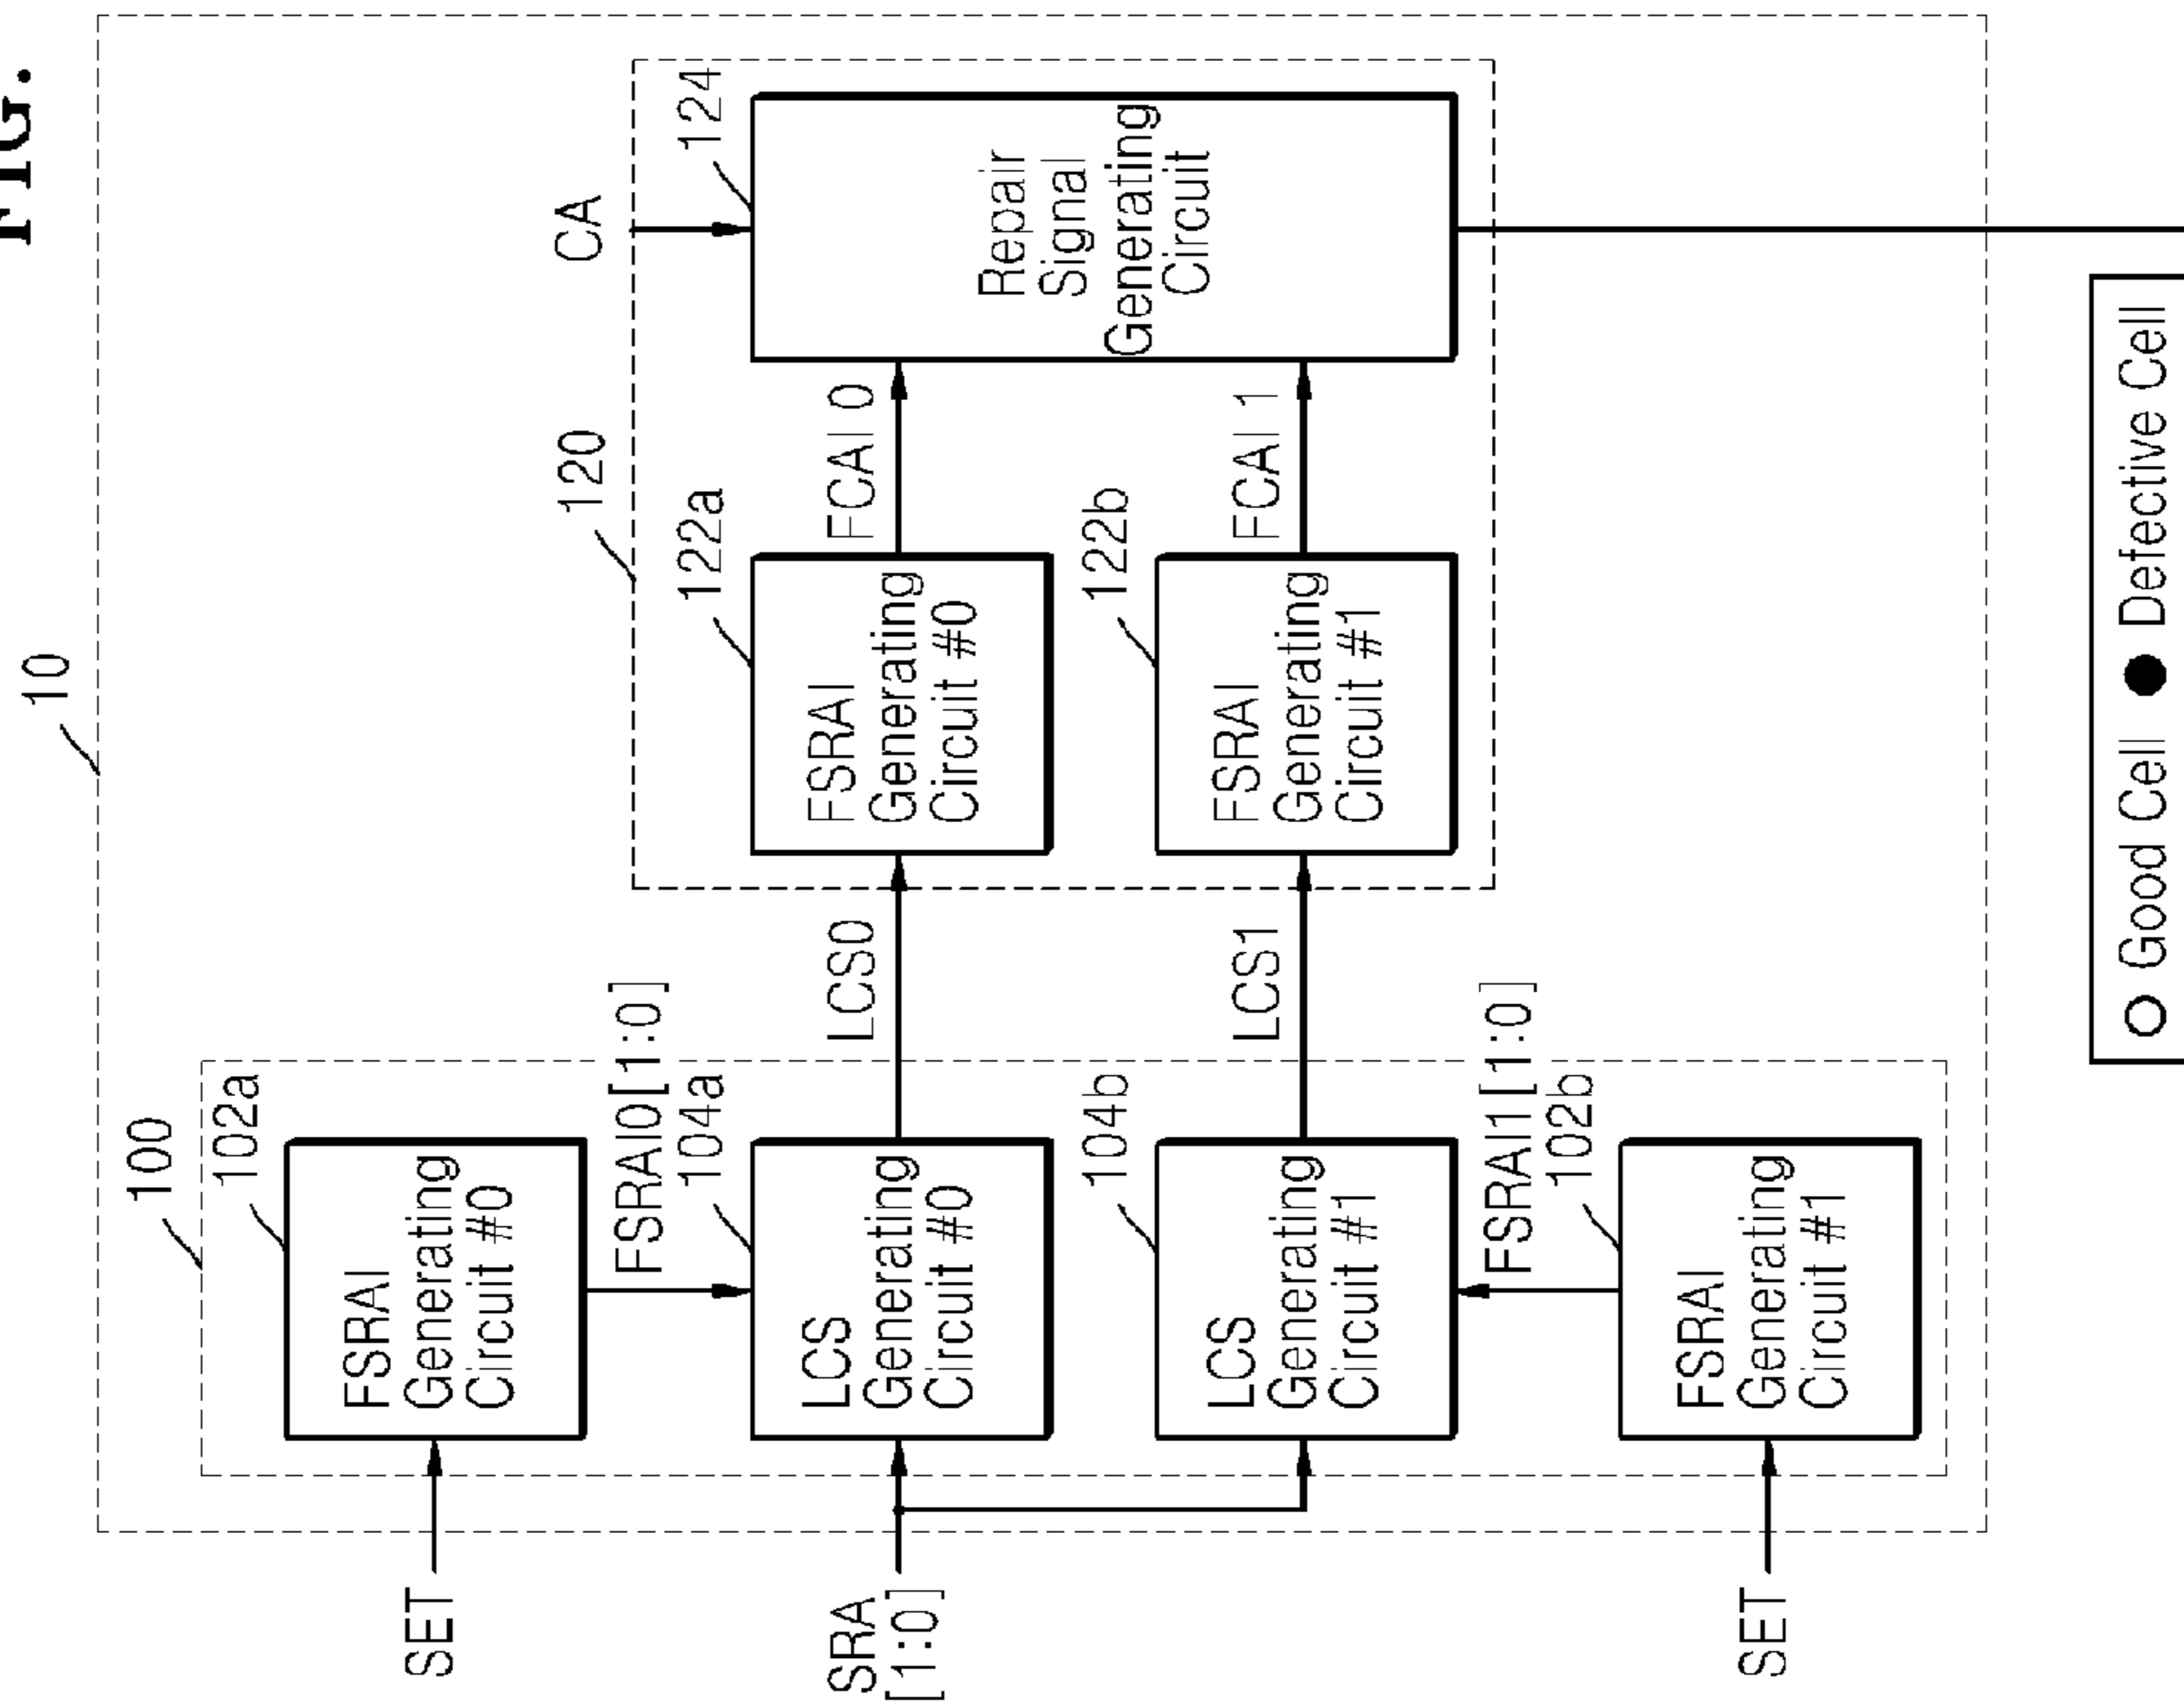 FIG.
10
100
102a
SET
FSRAI
Generating
Circuit #0
FSRAI0[1:0]
104a
SRA
[1:0]
LCS
Generating
Circuit #0
LCS0
104b
LCS
Generating
Circuit #1
LCS1
FSRAI1[1:0]
102b
SET
FSRAI
Generating
Circuit #1
120
122a
FSRAI
Generating
Circuit #0
FCAI 0
122b
FSRAI
Generating
Circuit #1
FCAI 1
CA
124
Repair
Signal
Generating
Circuit
Good Cell
Defective Cell